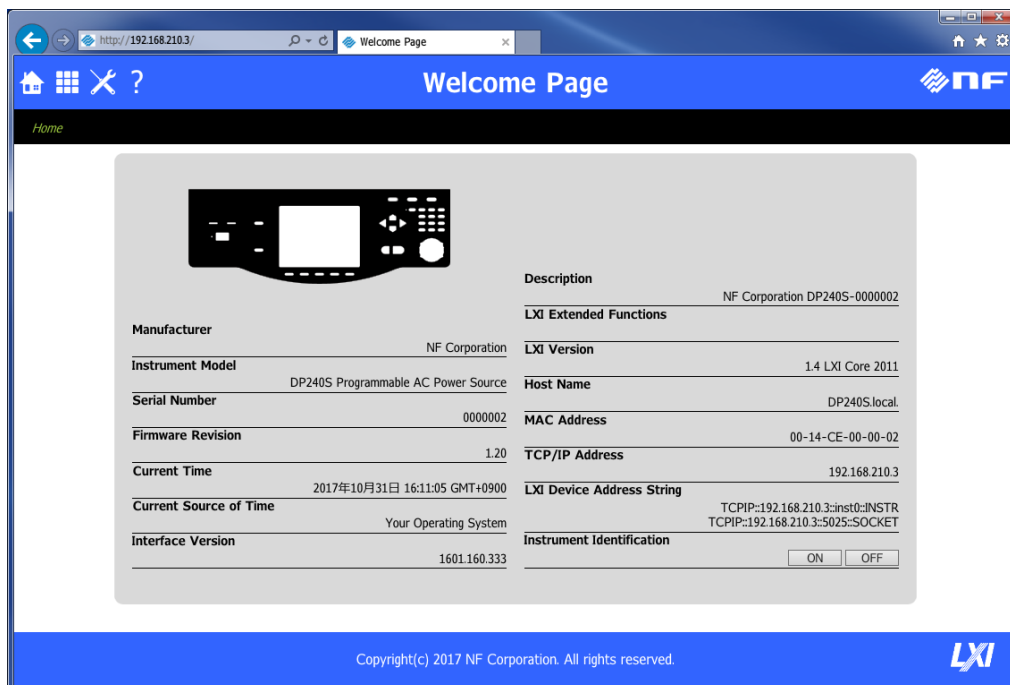 http://192.168.210.3/
Welcome Page
Welcome Page
nF
Home
Manufacturer
NF Corporation
Instrument Model
DP240S Programmable AC Power Source
Serial Number
0000002
Firmware Revision
1.20
Current Time
2017年10月31日 16:11:05 GMT+0900
Current Source of Time
Your Operating System
Interface Version
1601.160.333
Description
NF Corporation DP240S-0000002
LXI Extended Functions
LXI Version
1.4 LXI Core 2011
Host Name
DP240S.local.
MAC Address
00-14-CE-00-00-02
TCP/IP Address
192.168.210.3
LXI Device Address String
TCPIP::192.168.210.3::inst0::INSTR
TCPIP::192.168.210.3::5025::SOCKET
Instrument Identification
ON OFF
Copyright(c) 2017 NF Corporation. All rights reserved.
LXI